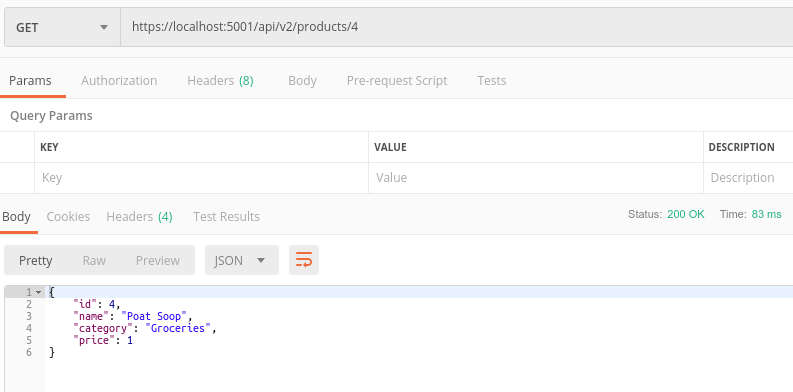 GET https://localhost:5001/api/v2/products/4
Params Authorization Headers (8) Body Pre-request Script Tests
Query Params
KEY VALUE DESCRIPTION
Key Value Description
Body Cookies Headers (4) Test Results Status: 200 OK Time: 83 ms
Pretty Raw Preview JSON
1 {
2 "id": 4,
3 "name": "Poat Soop",
4 "category": "Groceries",
5 "price": 1
6 }